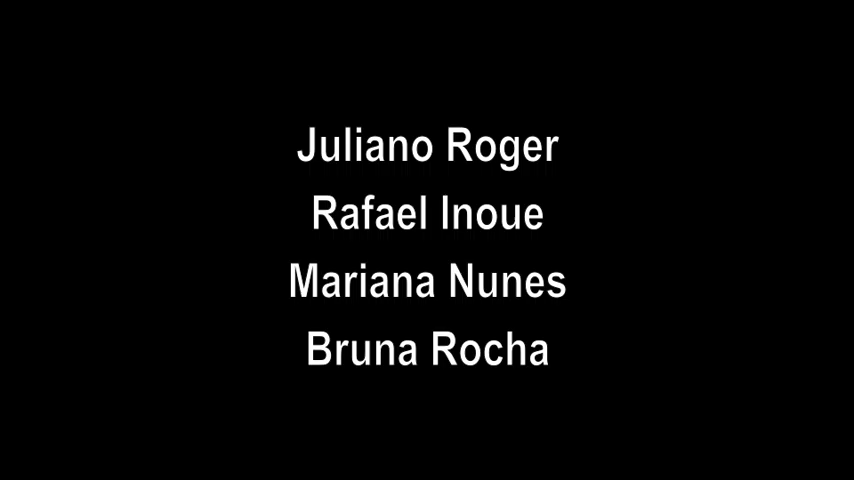 Juliano Roger
Rafael Inoue
Mariana Nunes
Bruna Rocha